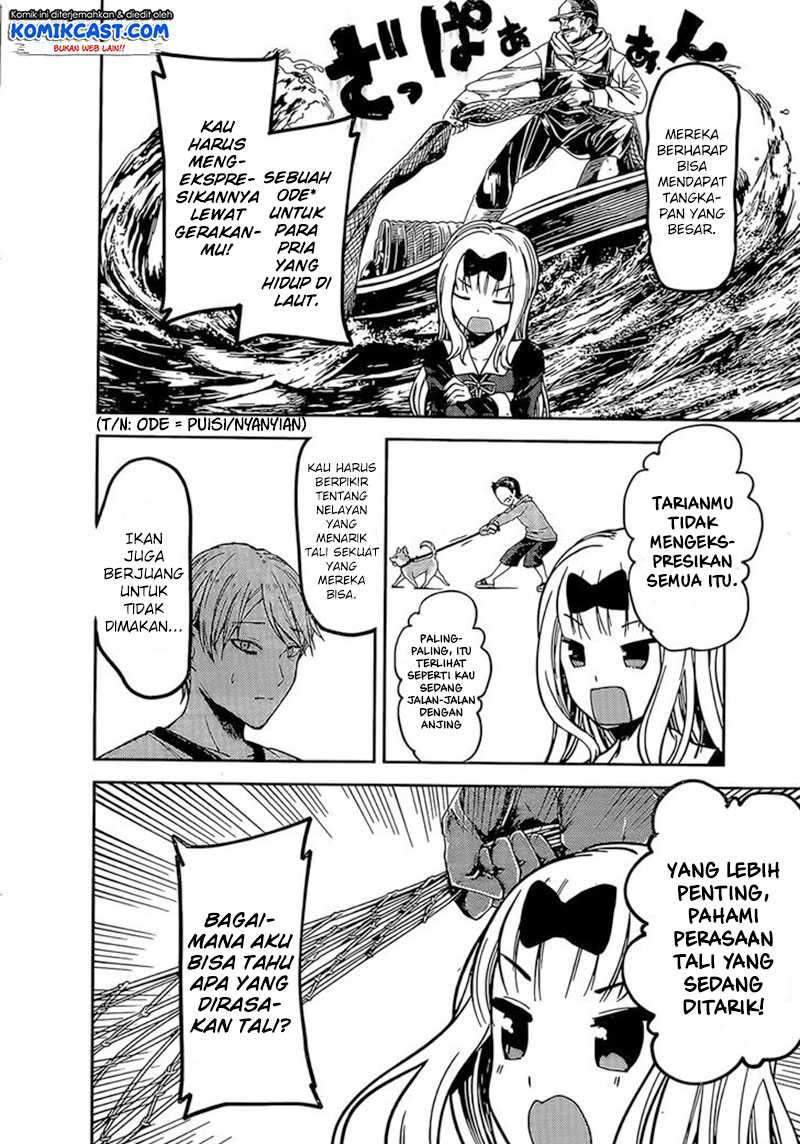 Komik ini diterjemahkan & diedit oleh
KOMIKCAST.COM
BUKAN WEB LAIN!!
ざっぱぁぁん
MEREKA
BERHARAP
BISA
MENDAPAT
TANGKA-
PAN YANG
BESAR.
SEBUAH
ODE*
UNTUK
PARA
PRIA
YANG
HIDUP DI
LAUT.
KAU
HARUS
MENG-
EKSPRE-
SIKANNYA
LEWAT
GERAKAN-
MU!
(T/N: ODE = PUISI/NYANYIAN)
TARIANMU
TIDAK
MENGEKS-
PRESIKAN
SEMUA ITU.
PALING-
PALING, ITU
TERLIHAT
SEPERTI KAU
SEDANG
JALAN-JALAN
DENGAN
ANJING
KAU HARUS
BERPIKIR
TENTANG
NELAYAN
YANG
MENARIK
TALI SEKUAT
YANG
MEREKA
BISA.
IKAN
JUGA
BERJUANG
UNTUK
TIDAK
DIMAKAN...
YANG LEBIH
PENTING,
PAHAMI
PERASAAN
TALI YANG
SEDANG
DITARIK!
BAGAI-
MANA AKU
BISA TAHU
APA YANG
DIRASA-
KAN TALI?